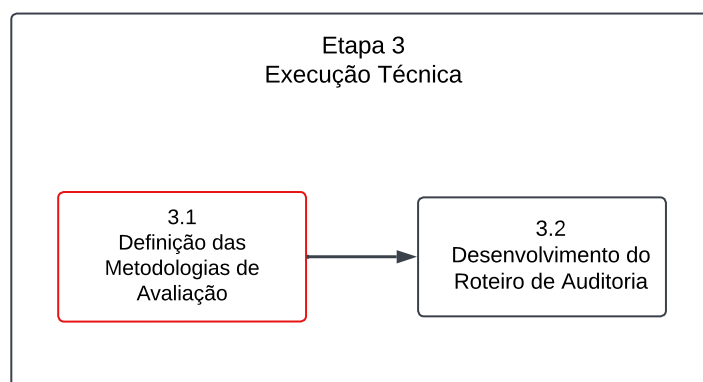 Etapa 3
Execução Técnica
3.1
Definição das
Metodologias de
Avaliação
3.2
Desenvolvimento do
Roteiro de Auditoria